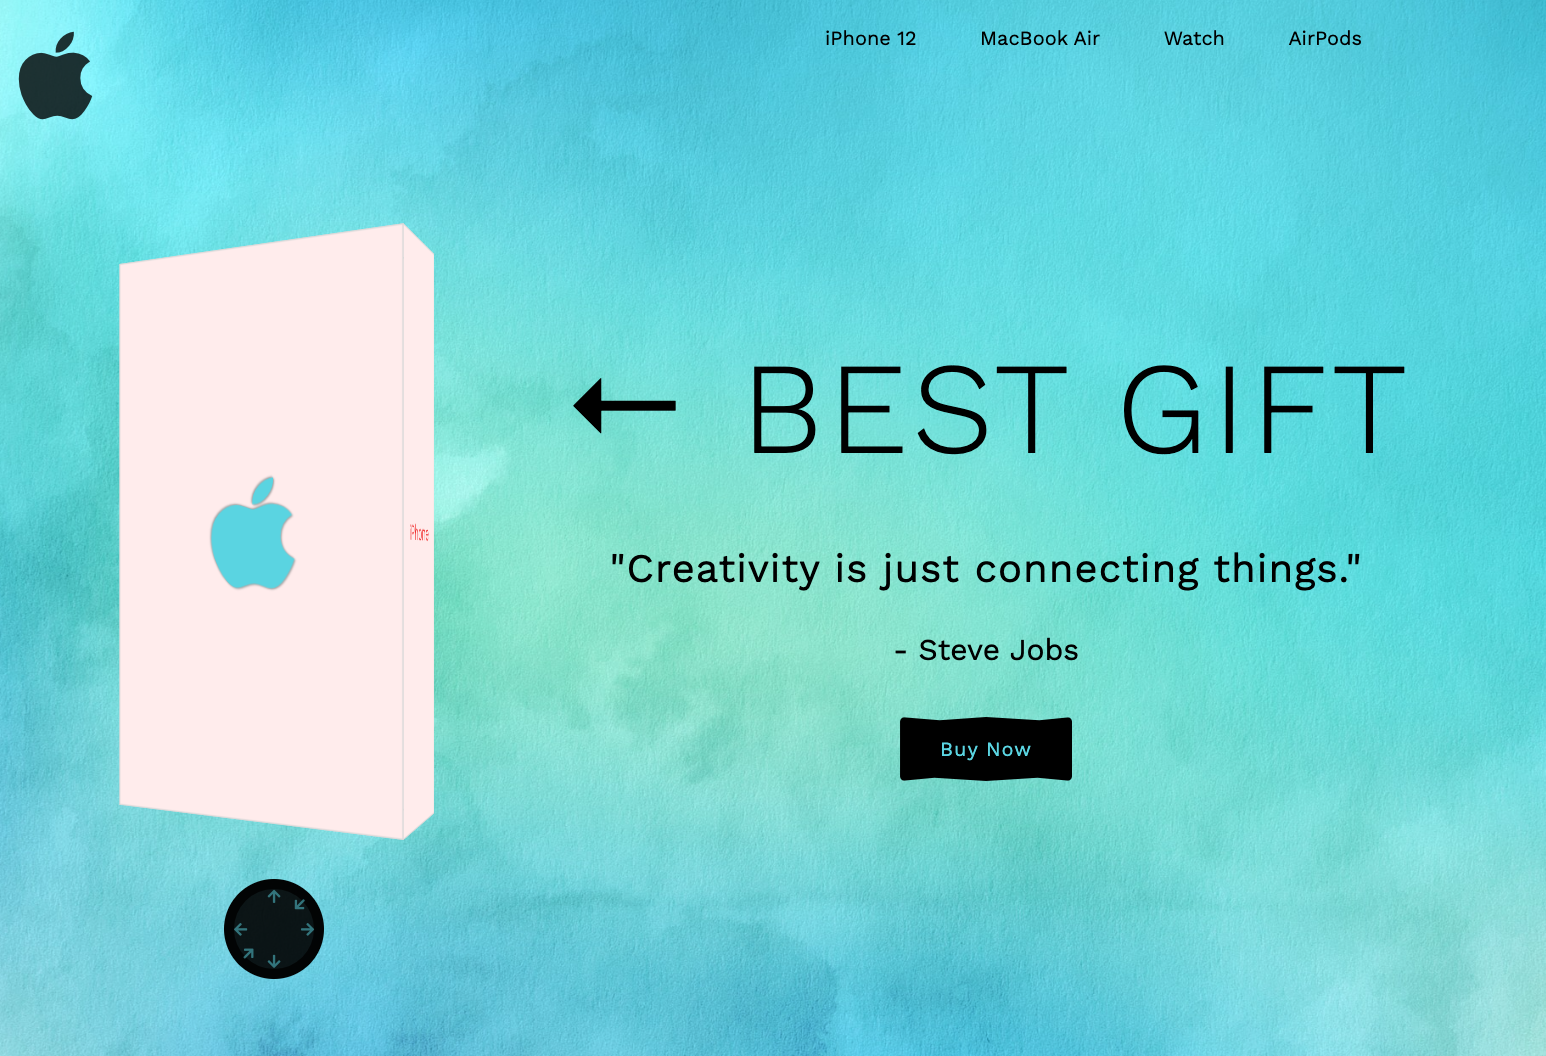 iPhone 12 MacBook Air Watch AirPods
BEST GIFT
iPhone
"Creativity is just connecting things."
- Steve Jobs
Buy Now